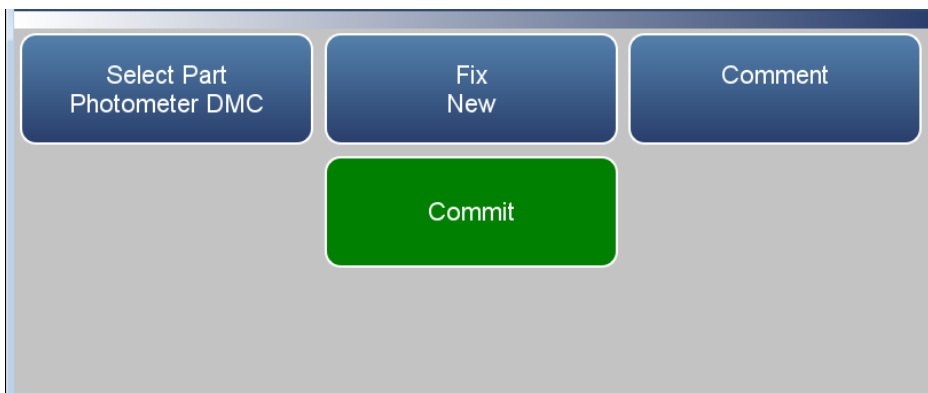 Select Part
Photometer DMC
Fix
New
Comment
Commit